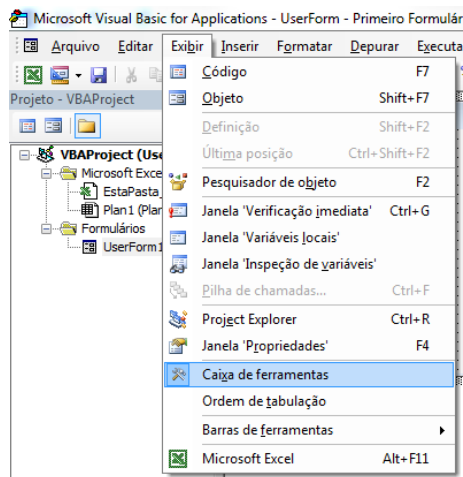 Microsoft Visual Basic for Applications - UserForm - Primeiro Formulár
Arquivo Editar Exibir Inserir Formatar Depurar Executa
Projeto - VBAProject
VBAProject (Use
Microsoft Exce
EstaPasta_
Plan1 (Plan
Formulários
UserForm1
Código F7
Objeto Shift+F7
Definição Shift+F2
Última posição Ctrl+Shift+F2
Pesquisador de objeto F2
Janela 'Verificação imediata' Ctrl+G
Janela 'Variáveis locais'
Janela 'Inspeção de variáveis'
Pilha de chamadas... Ctrl+F
Project Explorer Ctrl+R
Janela 'Propriedades' F4
Caixa de ferramentas
Ordem de tabulação
Barras de ferramentas
Microsoft Excel Alt+F11